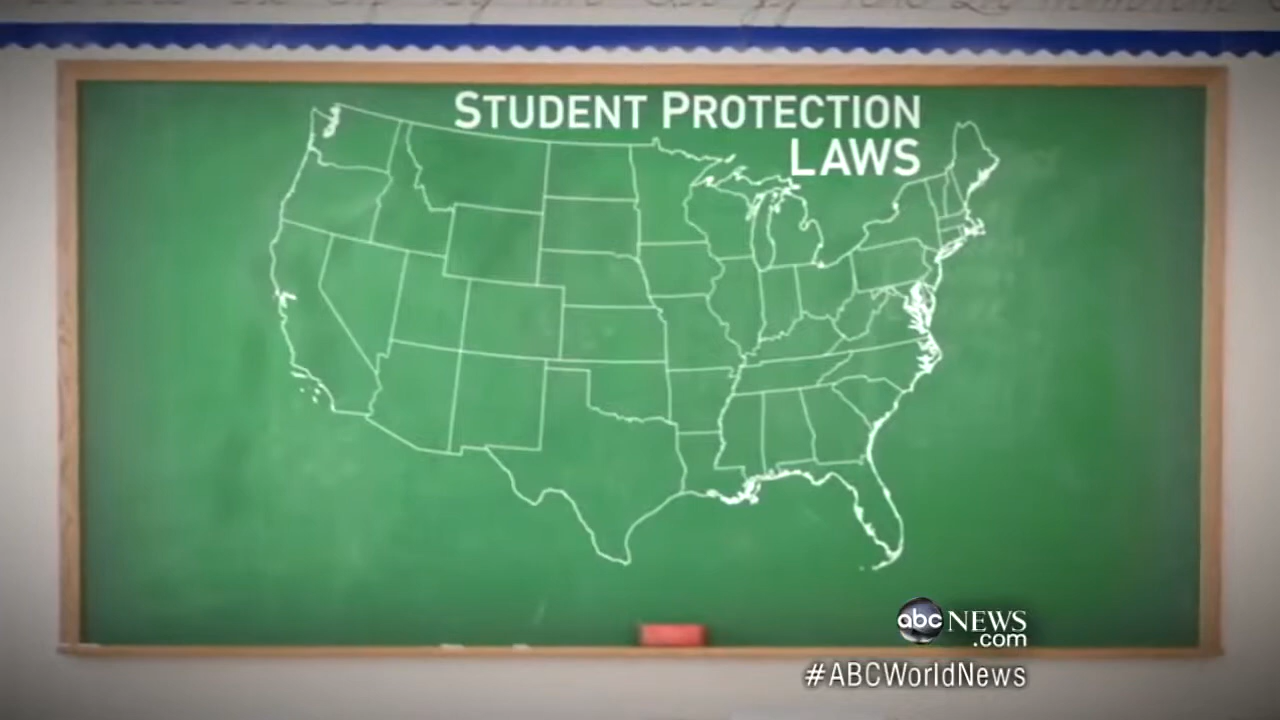 STUDENT PROTECTION
LAWS
abc NEWS
.com
#ABCWorldNews